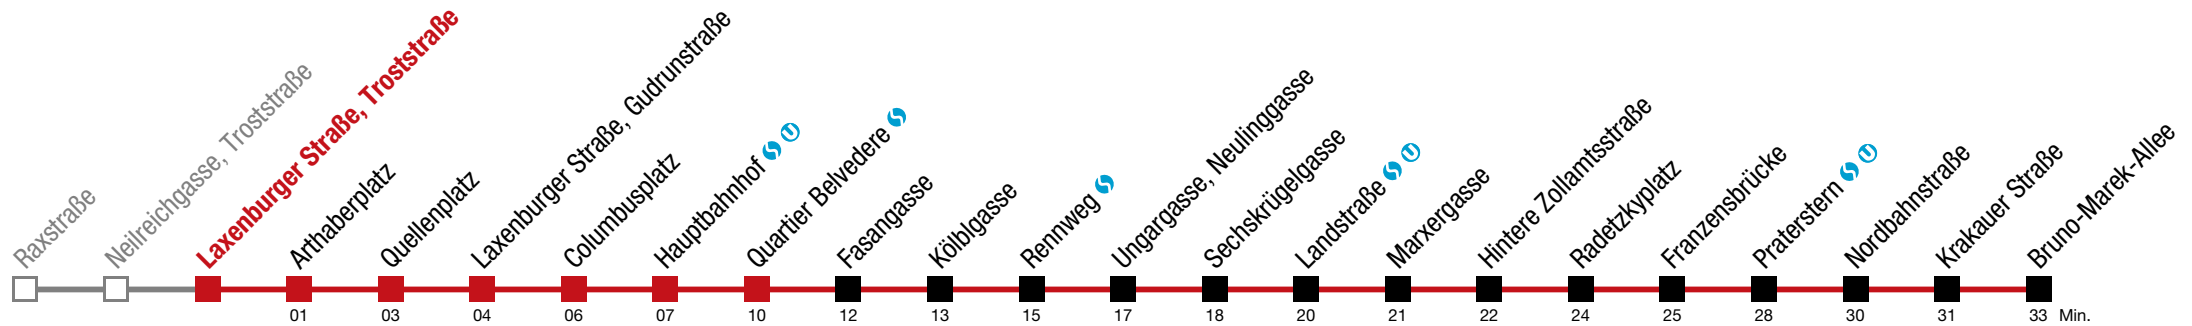 Raxstraße
Neilreichgasse, Troststraße
Laxenburger Straße, Troststraße
Arthaberplatz
Quellenplatz
Laxenburger Straße, Gudrunstraße
Columbusplatz
Hauptbahnhof S U
Quartier Belvedere S
Fasangasse
Kölblgasse
Rennweg S
Ungargasse, Neulinggasse
Sechskrügelgasse
Landstraße S U
Marxergasse
Hintere Zollamtsstraße
Radetzkyplatz
Franzensbrücke
Praterstern S U
Nordbahnstraße
Krakauer Straße
Bruno-Marek-Allee
01 03 04 06 07 10 12 13 15 17 18 20 21 22 24 25 28 30 31 33 Min.